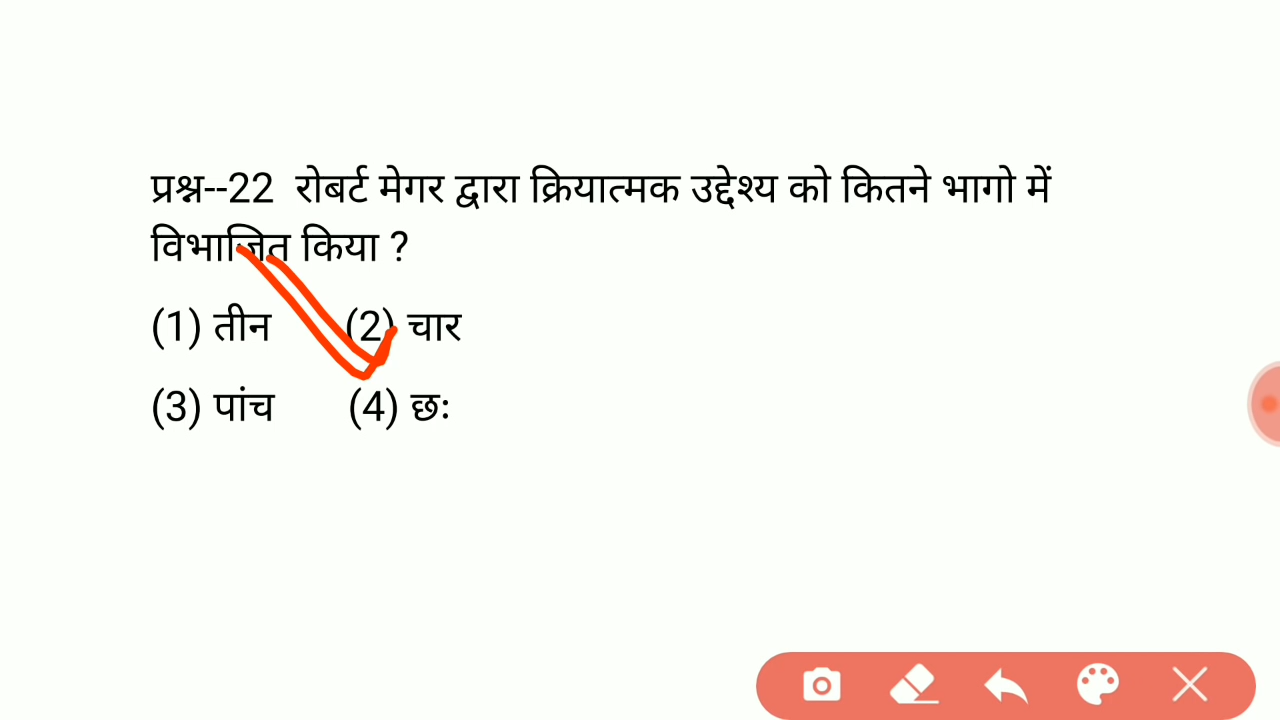 प्रश्न--22 रोबर्ट मेगर द्वारा क्रियात्मक उद्देश्य को कितने भागो में
विभाजित किया ?
(1) तीन (2) चार
(3) पांच (4) छः